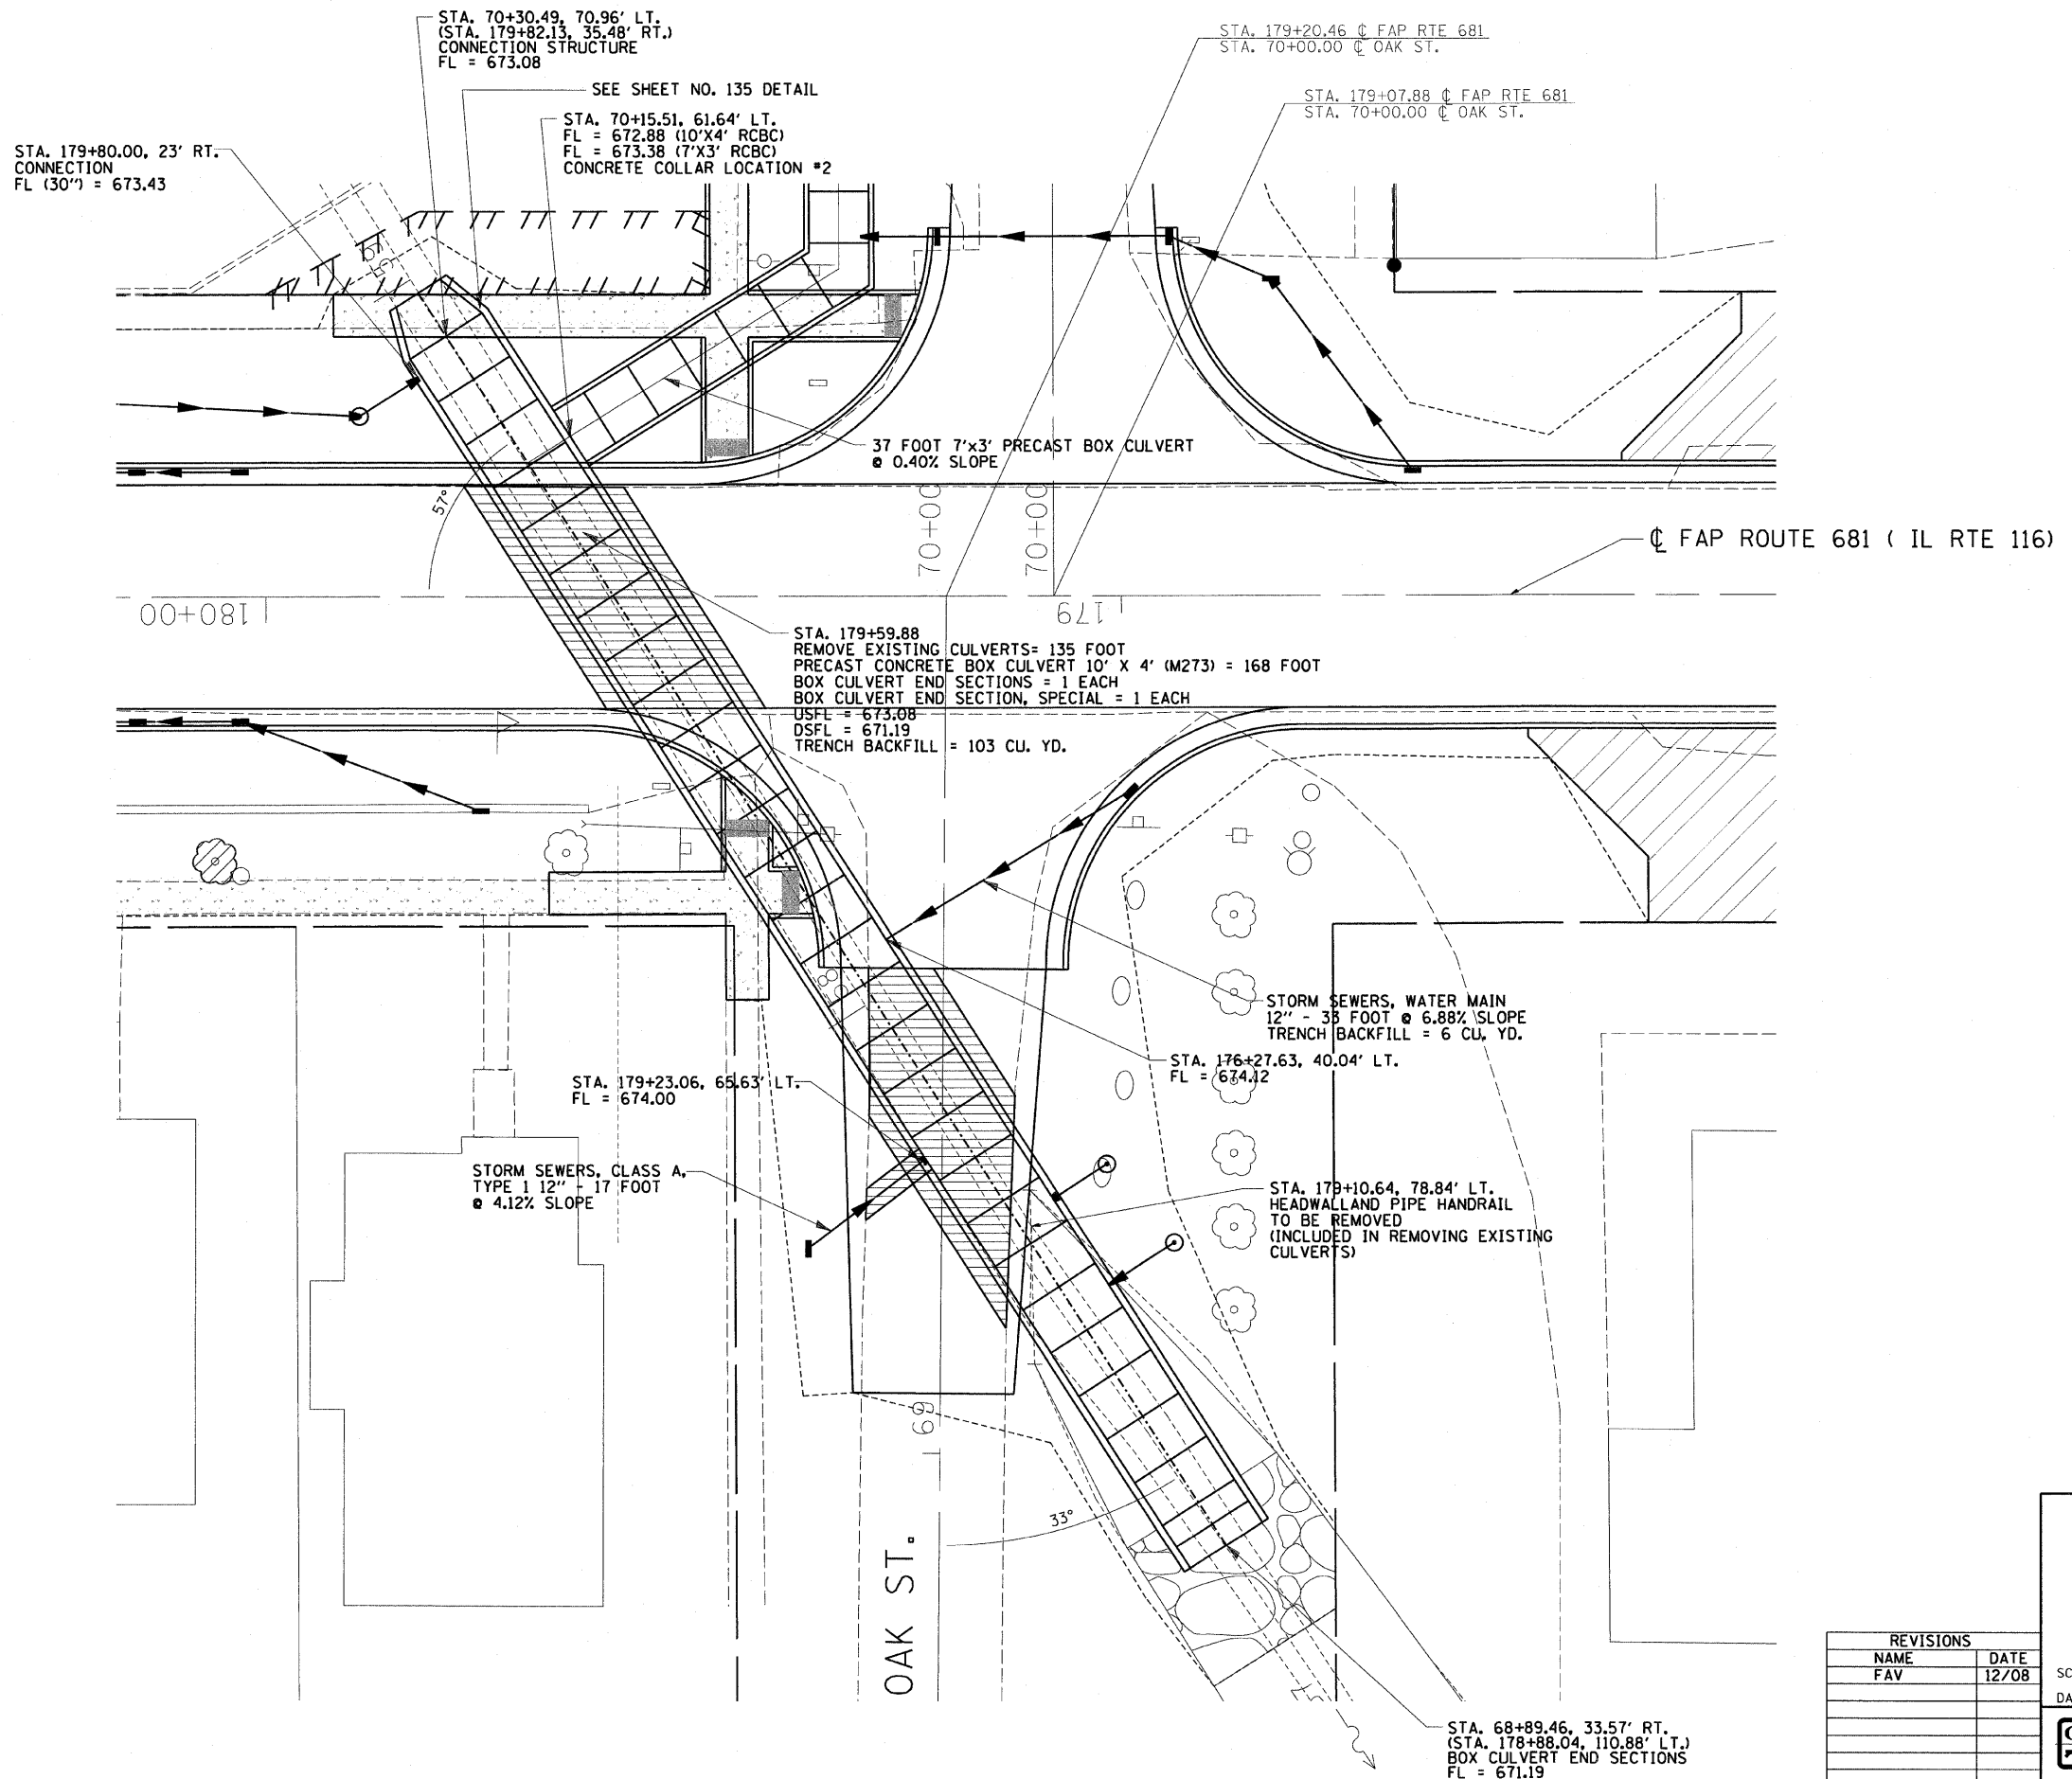 STA. 70+30.49, 70.96' LT.
(STA. 179+82.13, 35.48' RT.)
CONNECTION STRUCTURE
FL = 673.08
SEE SHEET NO. 135 DETAIL
STA. 70+15.51, 61.64' LT.
FL = 672.88 (10'X4' RCBC)
FL = 673.38 (7'X3' RCBC)
CONCRETE COLLAR LOCATION #2
STA. 179+80.00, 23' RT.
CONNECTION
FL (30") = 673.43
STA. 179+20.46 ℄ FAP RTE 681
STA. 70+00.00 ℄ OAK ST.
STA. 179+07.88 ℄ FAP RTE 681
STA. 70+00.00 ℄ OAK ST.
37 FOOT 7'x3' PRECAST BOX CULVERT
@ 0.40% SLOPE
57°
70+00
70+00
℄ FAP ROUTE 681 ( IL RTE 116)
180+00
179
STA. 179+59.88
REMOVE EXISTING CULVERTS= 135 FOOT
PRECAST CONCRETE BOX CULVERT 10' X 4' (M273) = 168 FOOT
BOX CULVERT END SECTIONS = 1 EACH
BOX CULVERT END SECTION, SPECIAL = 1 EACH
USFL = 673.08
DSFL = 671.19
TRENCH BACKFILL = 103 CU. YD.
STORM SEWERS, WATER MAIN
12" - 33 FOOT @ 6.88% SLOPE
TRENCH BACKFILL = 6 CU. YD.
STA. 176+27.63, 40.04' LT.
FL = 674.12
STA. 179+23.06, 65.63' LT.
FL = 674.00
STORM SEWERS, CLASS A,
TYPE 1 12" - 17 FOOT
@ 4.12% SLOPE
STA. 179+10.64, 78.84' LT.
HEADWALLAND PIPE HANDRAIL
TO BE REMOVED
(INCLUDED IN REMOVING EXISTING
CULVERTS)
69
33°
OAK ST.
STA. 68+89.46, 33.57' RT.
(STA. 178+88.04, 110.88' LT.)
BOX CULVERT END SECTIONS
FL = 671.19
REVISIONS
NAME DATE
FAV 12/08
SC
DA